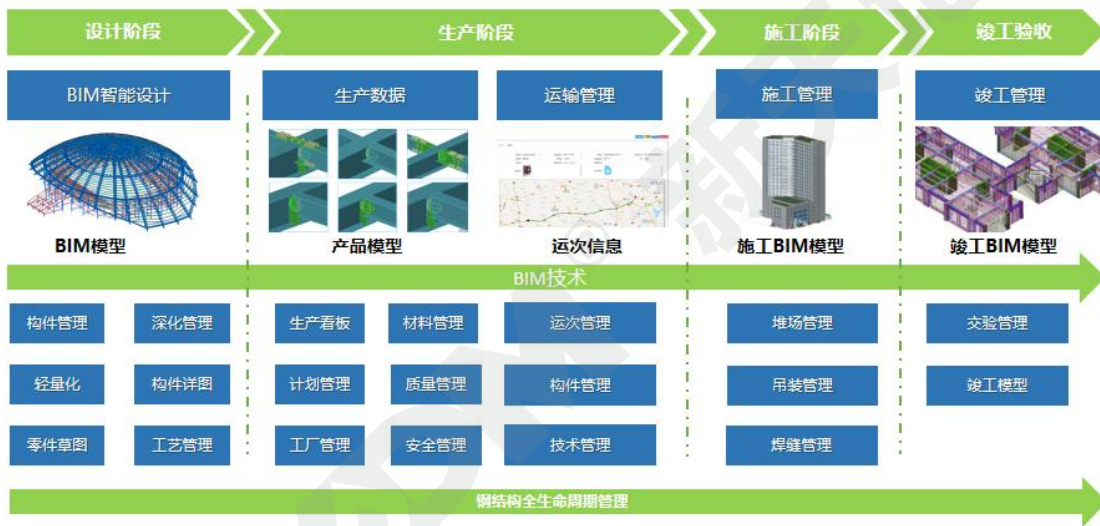 设计阶段
生产阶段
施工阶段
竣工验收
BIM智能设计
生产数据
运输管理
施工管理
竣工管理
BIM模型
产品模型
运次信息
施工BIM模型
竣工BIM模型
BIM技术
构件管理
深化管理
生产看板
材料管理
运次管理
堆场管理
交验管理
轻量化
构件详图
计划管理
质量管理
构件管理
吊装管理
竣工模型
零件草图
工艺管理
工厂管理
安全管理
技术管理
焊缝管理
钢结构全生命周期管理